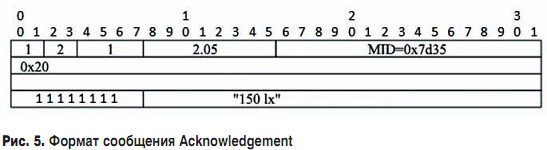 0 1 2 3
0 1 2 3 4 5 6 7 8 9 0 1 2 3 4 5 6 7 8 9 0 1 2 3 4 5 6 7 8 9 0 1
1 2 1 2.05 MID=0x7d35
0x20
1 1 1 1 1 1 1 1 "150 lx"
Рис. 5. Формат сообщения Acknowledgement